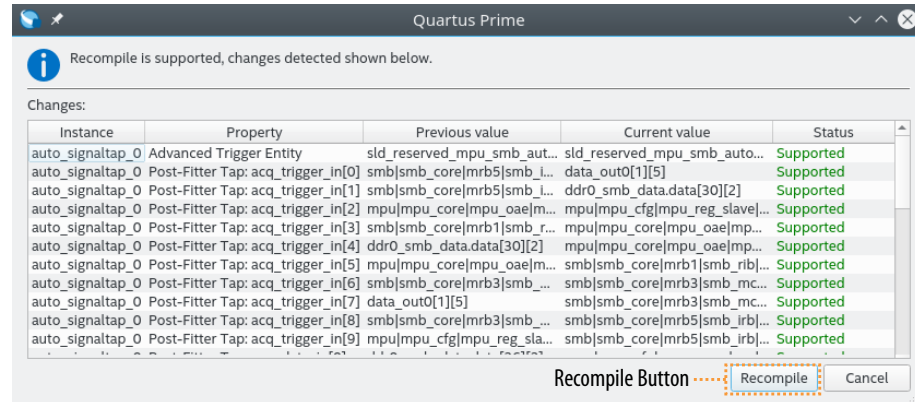 Quartus Prime
Recompile is supported, changes detected shown below.
Changes:
Instance Property Previous value Current value Status
auto_signaltap_0 Advanced Trigger Entity sld_reserved_mpu_smb_aut... sld_reserved_mpu_smb_auto... Supported
auto_signaltap_0 Post-Fitter Tap: acq_trigger_in[0] smb|smb_core|mrb5|smb_i... data_out0[1][5] Supported
auto_signaltap_0 Post-Fitter Tap: acq_trigger_in[1] smb|smb_core|mrb5|smb_i... ddr0_smb_data.data[30][2] Supported
auto_signaltap_0 Post-Fitter Tap: acq_trigger_in[2] mpu|mpu_core|mpu_oae|m... mpu|mpu_cfg|mpu_reg_slave|... Supported
auto_signaltap_0 Post-Fitter Tap: acq_trigger_in[3] smb|smb_core|mrb1|smb_r... mpu|mpu_core|mpu_oae|mp... Supported
auto_signaltap_0 Post-Fitter Tap: acq_trigger_in[4] ddr0_smb_data.data[30][2] mpu|mpu_core|mpu_oae|mp... Supported
auto_signaltap_0 Post-Fitter Tap: acq_trigger_in[5] mpu|mpu_core|mpu_oae|m... smb|smb_core|mrb1|smb_rib|... Supported
auto_signaltap_0 Post-Fitter Tap: acq_trigger_in[6] smb|smb_core|mrb3|smb_... smb|smb_core|mrb3|smb_mc... Supported
auto_signaltap_0 Post-Fitter Tap: acq_trigger_in[7] data_out0[1][5] smb|smb_core|mrb3|smb_mc... Supported
auto_signaltap_0 Post-Fitter Tap: acq_trigger_in[8] smb|smb_core|mrb3|smb_... smb|smb_core|mrb5|smb_irb|... Supported
auto_signaltap_0 Post-Fitter Tap: acq_trigger_in[9] mpu|mpu_cfg|mpu_reg_sla... smb|smb_core|mrb5|smb_irb|... Supported
Recompile Button Recompile Cancel